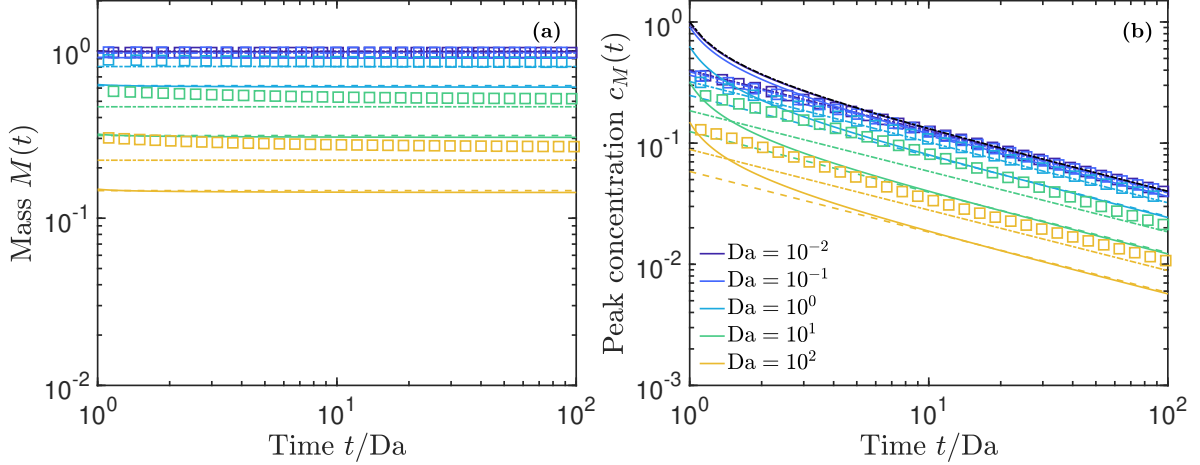 (a)
10^0
10^-1
10^-2
Mass M(t)
10^0
10^1
10^2
Time t/Da
(b)
10^0
10^-1
10^-2
10^-3
Peak concentration c_M(t)
Da = 10^-2
Da = 10^-1
Da = 10^0
Da = 10^1
Da = 10^2
10^0
10^1
10^2
Time t/Da